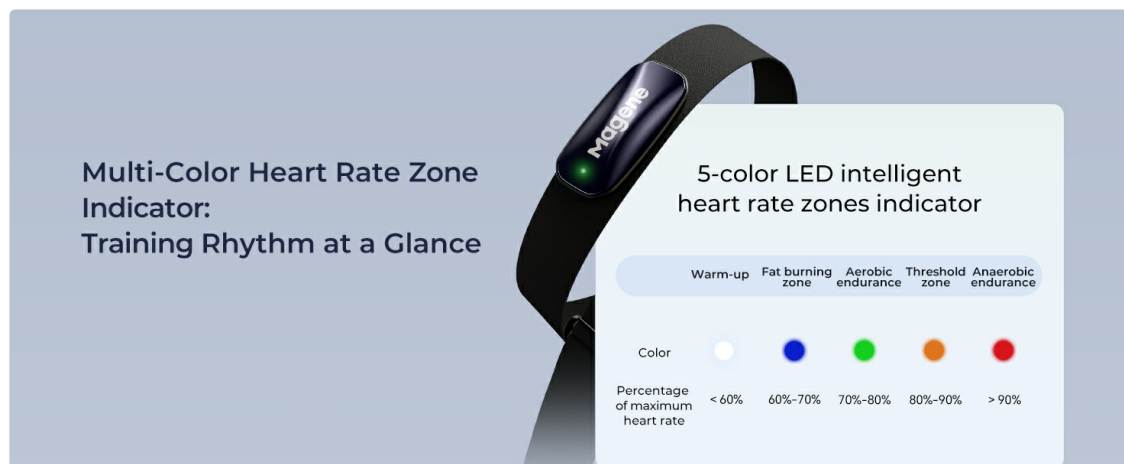 Multi-Color Heart Rate Zone
Indicator:
Training Rhythm at a Glance
Magene
5-color LED intelligent
heart rate zones indicator
Warm-up Fat burning zone Aerobic endurance Threshold zone Anaerobic endurance
Color
Percentage of maximum heart rate < 60% 60%-70% 70%-80% 80%-90% > 90%